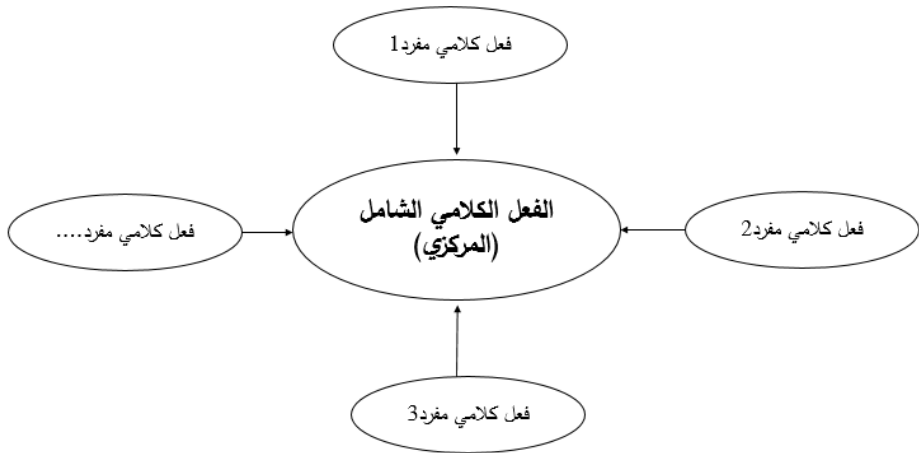 فعل كلامي مفرد1
الفعل الكلامي الشامل
(المركزي)
فعل كلامي مفرد2
فعل كلامي مفرد....
فعل كلامي مفرد3